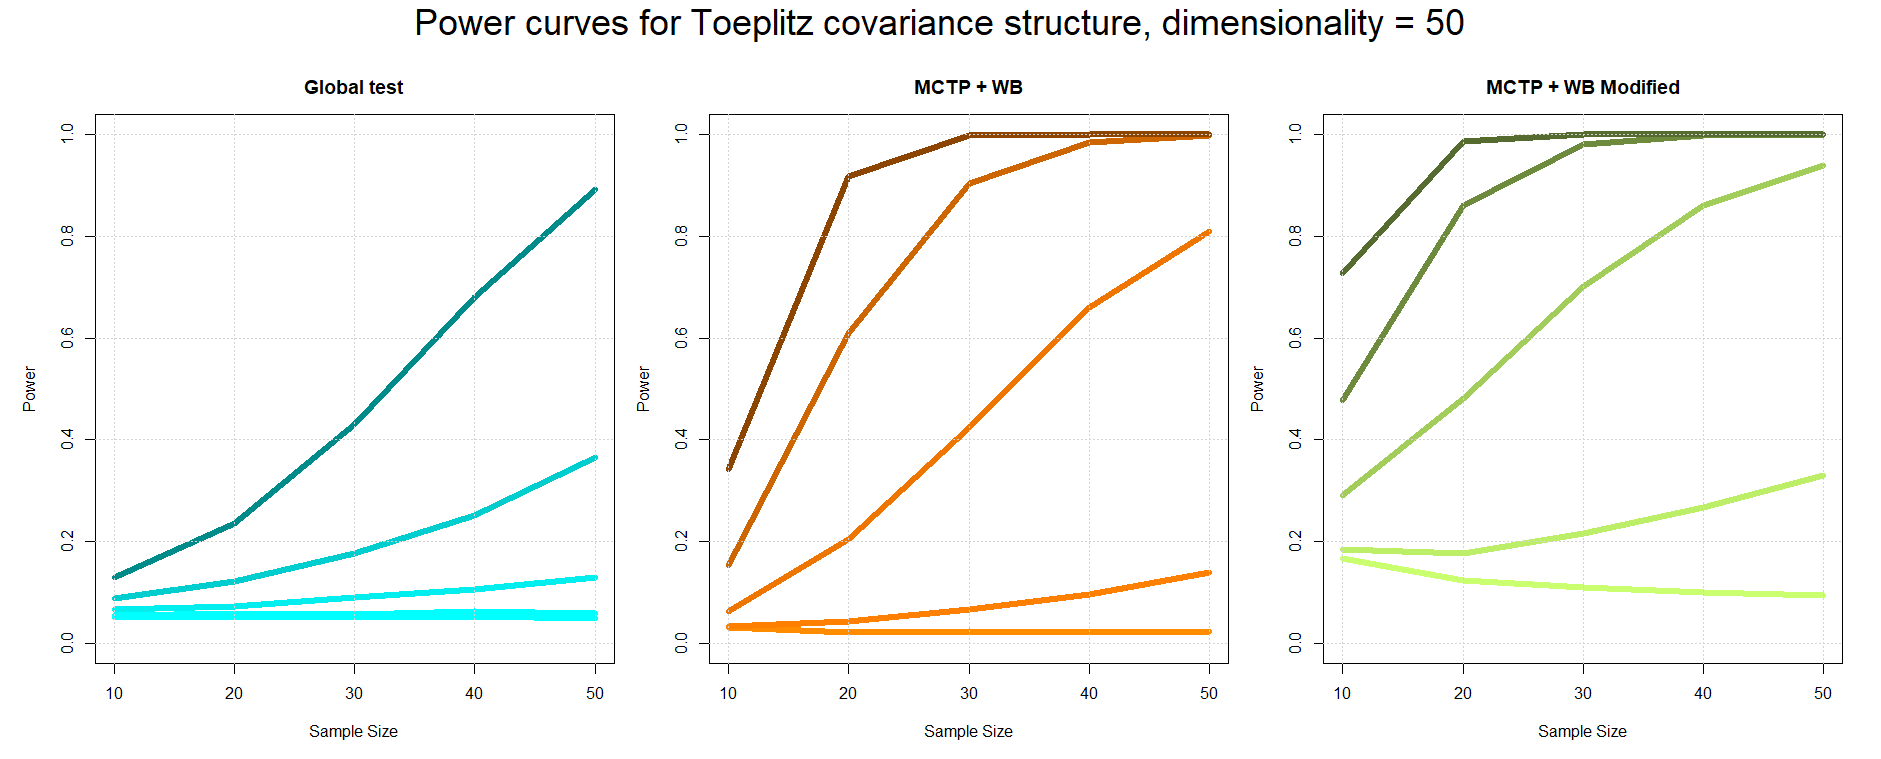 Power curves for Toeplitz covariance structure, dimensionality = 50
Global test
Power
0.0 0.2 0.4 0.6 0.8 1.0
10 20 30 40 50
Sample Size
MCTP + WB
Power
0.0 0.2 0.4 0.6 0.8 1.0
10 20 30 40 50
Sample Size
MCTP + WB Modified
Power
0.0 0.2 0.4 0.6 0.8 1.0
10 20 30 40 50
Sample Size